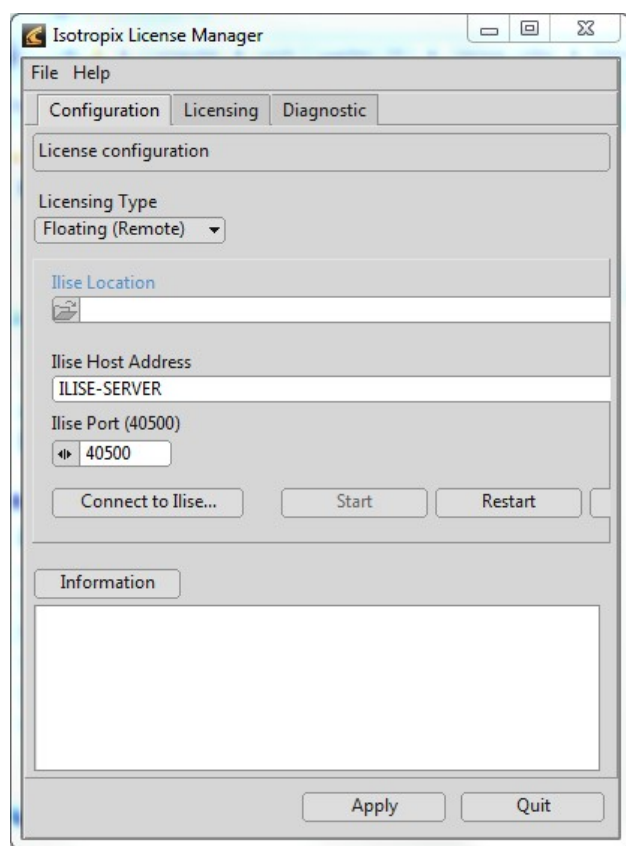 Isotropix License Manager
File Help
Configuration Licensing Diagnostic
License configuration
Licensing Type
Floating (Remote)
Ilise Location
Ilise Host Address
ILISE-SERVER
Ilise Port (40500)
40500
Connect to Ilise... Start Restart
Information
Apply Quit